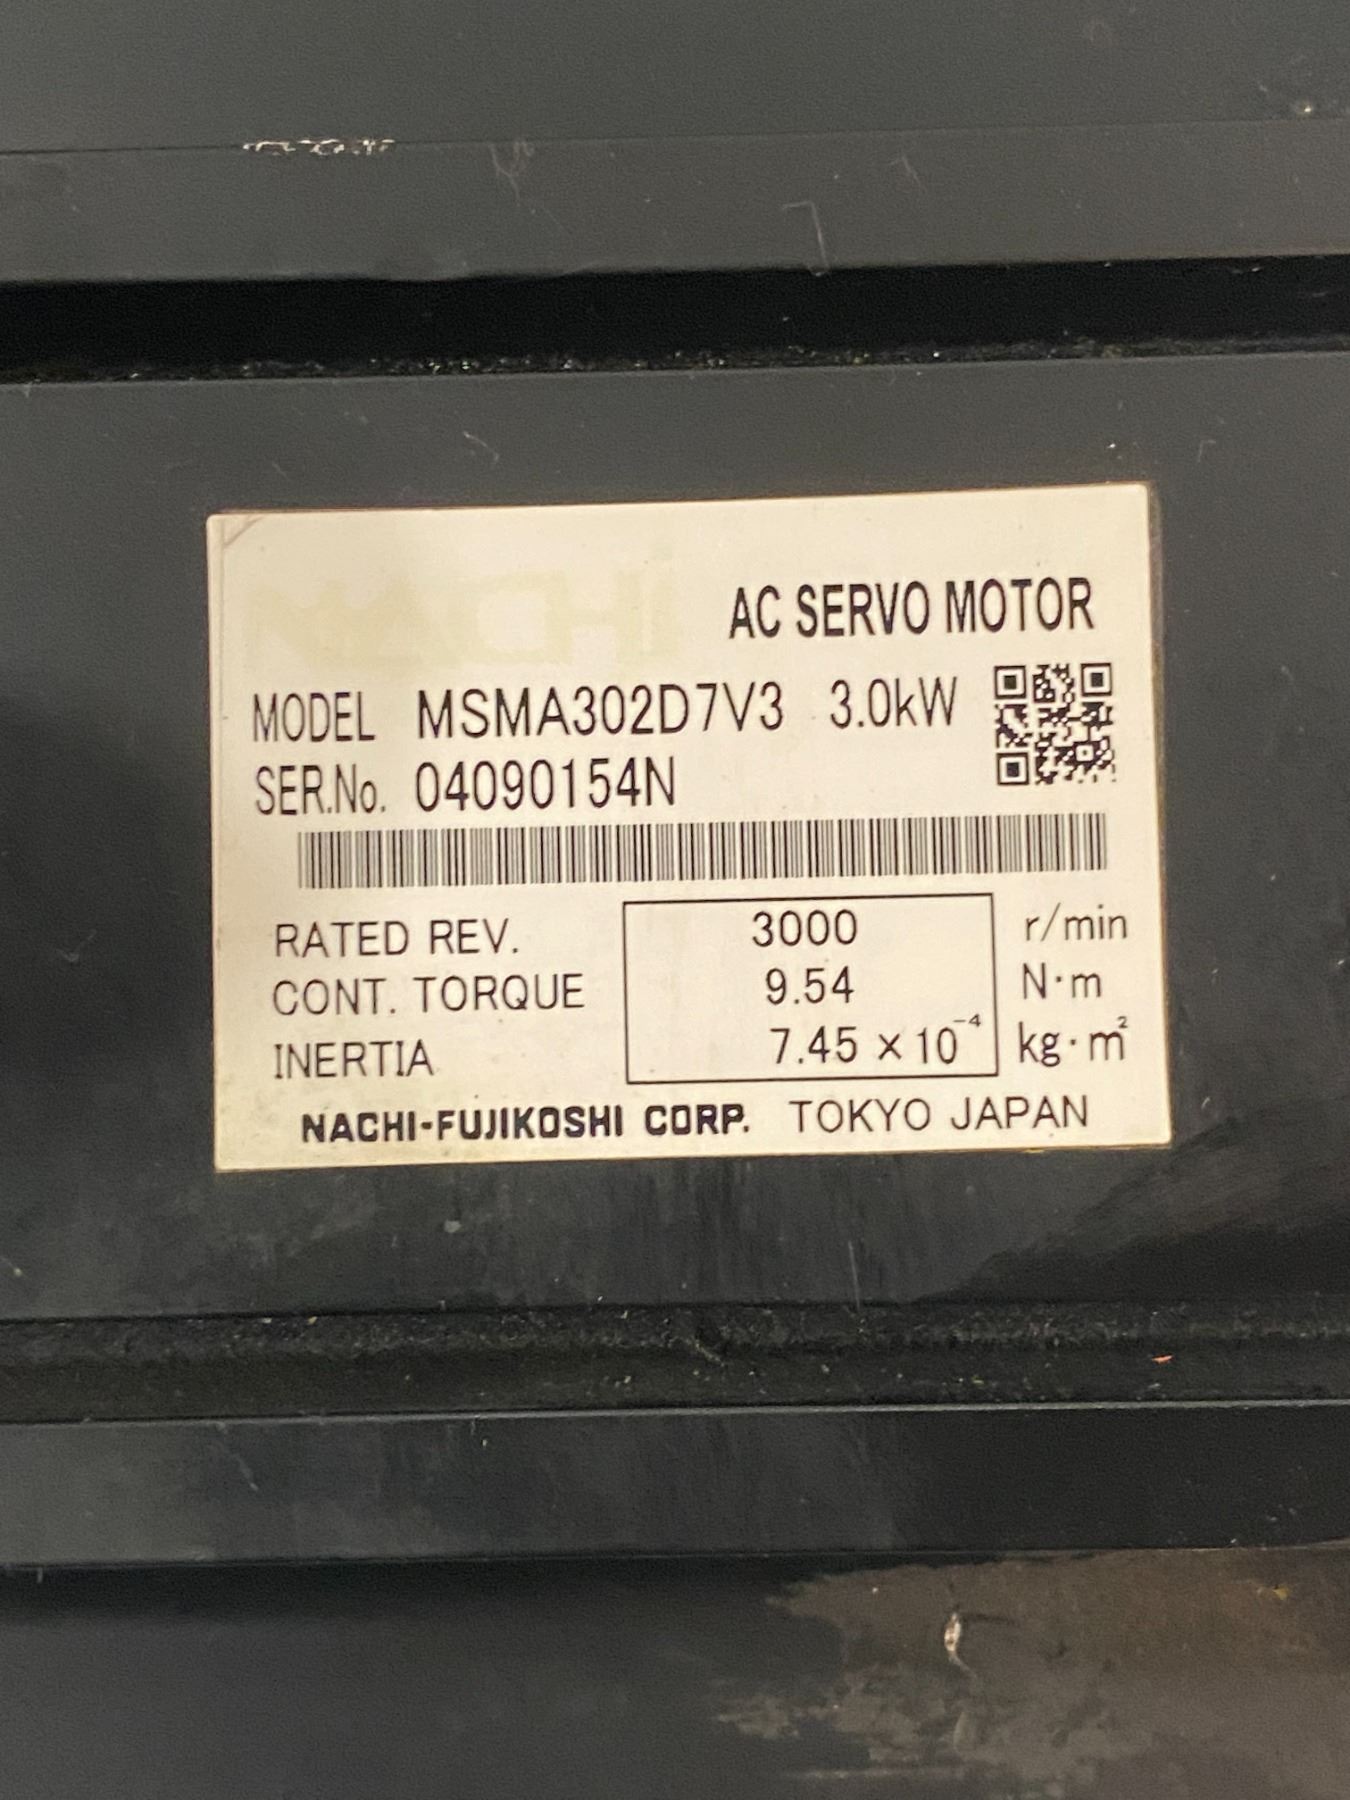 AC SERVO MOTOR
MODEL MSMA302D7V3 3.0kW
SER.No. 04090154N
RATED REV. 3000 r/min
CONT. TORQUE 9.54 N·m
INERTIA 7.45 × 10⁻⁴ kg·m²
NACHI-FUJIKOSHI CORP. TOKYO JAPAN